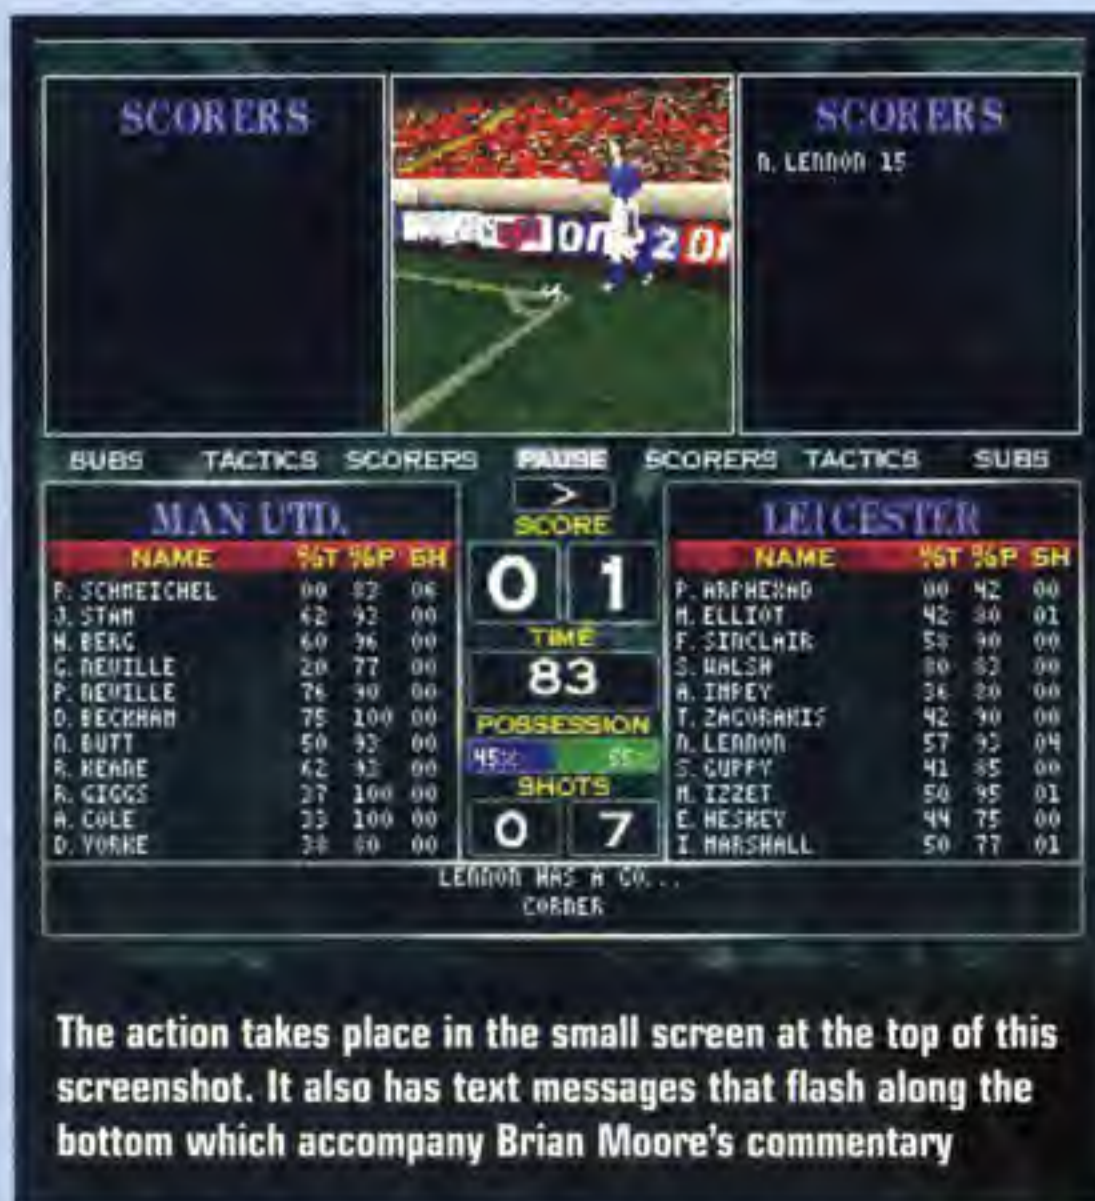 SCORERS
SCORERS
N. LENNON 15
SUBS TACTICS SCORERS PAUSE SCORERS TACTICS SUBS
>
MAN UTD.
NAME %T %P SH
P. SCHMEICHEL 00 83 06
J. STAM 62 93 00
H. BERG 60 96 00
G. NEVILLE 20 77 00
P. NEVILLE 76 90 00
D. BECKHAM 75 100 00
N. BUTT 50 93 00
R. KEANE 62 93 00
R. GIGGS 37 100 00
A. COLE 33 100 00
D. YORKE 38 80 00
SCORE
0 1
TIME
83
POSSESSION
45% 55%
SHOTS
0 7
LEICESTER
NAME %T %P SH
P. ARPHEXAD 00 42 00
M. ELLIOT 42 80 01
F. SINCLAIR 58 90 00
S. WALSH 80 83 00
A. IMPEY 36 80 00
T. ZAGORAKIS 42 90 00
N. LENNON 57 93 04
S. GUPPY 41 85 00
M. IZZET 50 95 01
E. HESKEY 44 75 00
I. MARSHALL 50 77 01
LENNON HAS A GO...
CORNER
The action takes place in the small screen at the top of this
screenshot. It also has text messages that flash along the
bottom which accompany Brian Moore's commentary